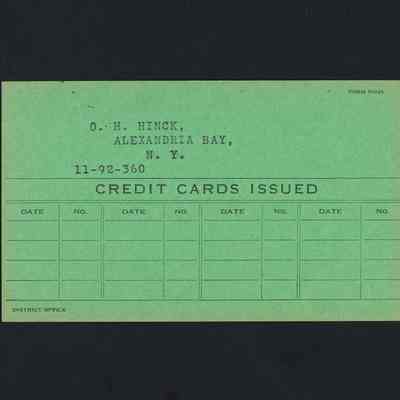 O. H. HINCK,
ALEXANDRIA BAY,
N. Y.
11-92-360
CREDIT CARDS ISSUED
DATE NO. DATE NO. DATE NO. DATE NO.
DISTRICT OFFICE